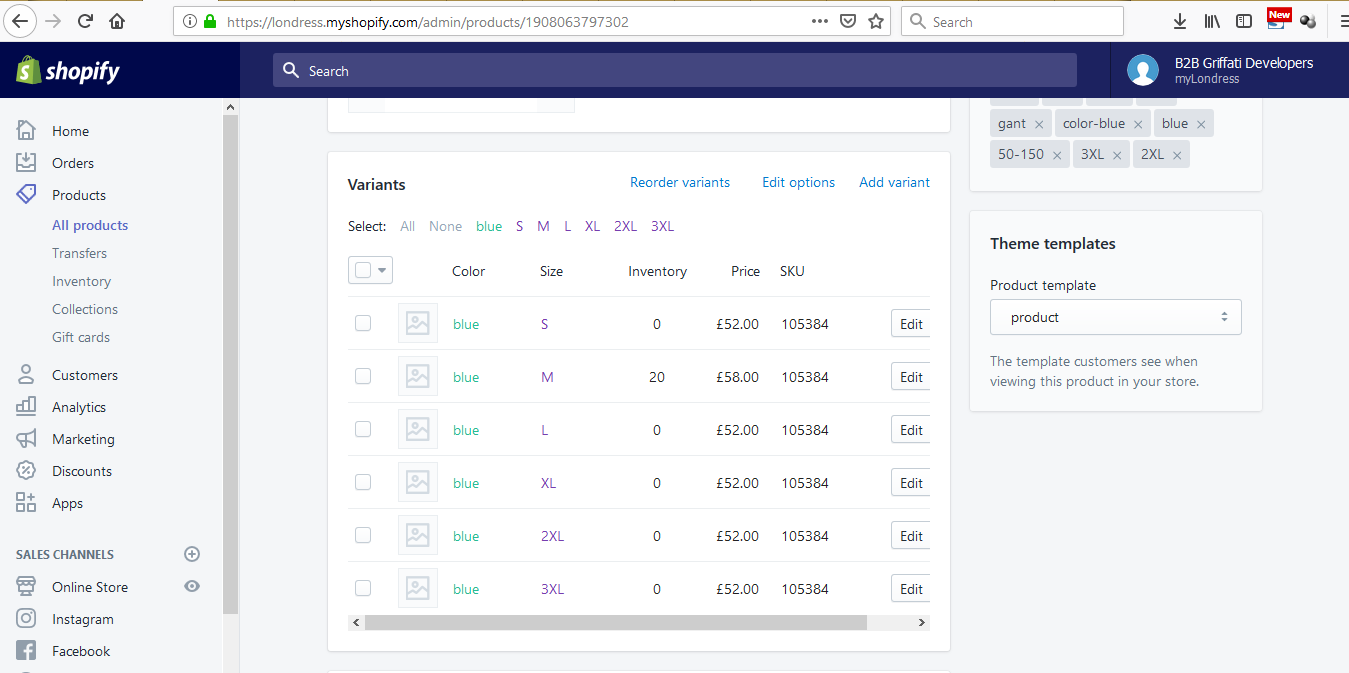 https://londress.myshopify.com/admin/products/1908063797302
Search
New
shopify
Search
B2B Griffati Developers
myLondress
Home
Orders
Products
All products
Transfers
Inventory
Collections
Gift cards
Customers
Analytics
Marketing
Discounts
Apps
SALES CHANNELS
Online Store
Instagram
Facebook
Variants
Reorder variants Edit options Add variant
Select: All None blue S M L XL 2XL 3XL
Color Size Inventory Price SKU
blue S 0 £52.00 105384 Edit
blue M 20 £58.00 105384 Edit
blue L 0 £52.00 105384 Edit
blue XL 0 £52.00 105384 Edit
blue 2XL 0 £52.00 105384 Edit
blue 3XL 0 £52.00 105384 Edit
gant × color-blue × blue ×
50-150 × 3XL × 2XL ×
Theme templates
Product template
product
The template customers see when
viewing this product in your store.